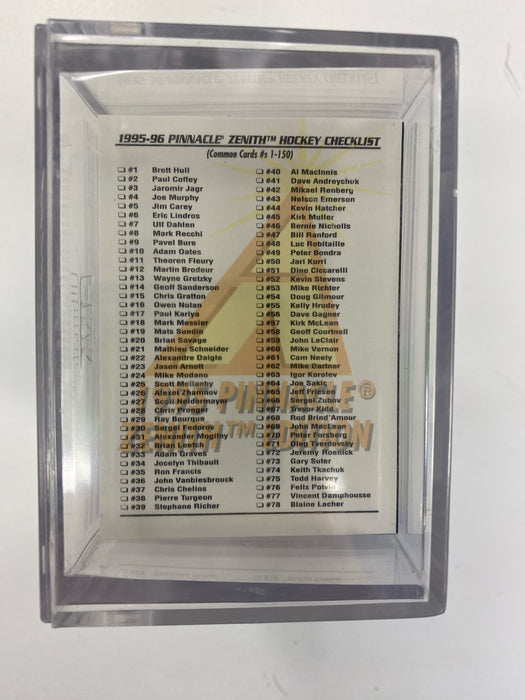 1995-96 PINNACLE® ZENITH™ HOCKEY CHECKLIST
(Common Cards #s 1-150)
#1 Brett Hull
#2 Paul Coffey
#3 Jaromir Jagr
#4 Joe Murphy
#5 Jim Carey
#6 Eric Lindros
#7 Ulf Dahlen
#8 Mark Recchi
#9 Pavel Bure
#10 Adam Oates
#11 Theoren Fleury
#12 Martin Brodeur
#13 Wayne Gretzky
#14 Geoff Sanderson
#15 Chris Gratton
#16 Owen Nolan
#17 Paul Kariya
#18 Mark Messier
#19 Mats Sundin
#20 Brian Savage
#21 Mathieu Schneider
#22 Alexandre Daigle
#23 Jason Arnott
#24 Mike Modano
#25 Scott Mellanby
#26 Alexei Zhamnov
#27 Scott Niedermayer
#28 Chris Pronger
#29 Ray Bourque
#30
#31 Alexander Mogilny
#32 Brian Leetch
#33 Adam Graves
#34 Jocelyn Thibault
#35 Ron Francis
#36 John Vanbiesbrouck
#37 Chris Chelios
#38 Pierre Turgeon
#39 Stephane Richer
#40 Al MacInnis
#41 Dave Andreychuk
#42 Mikael Renberg
#43 Nelson Emerson
#44 Kevin Hatcher
#45 Kirk Muller
#46 Bernie Nicholls
#47 Bill Ranford
#48 Luc Robitaille
#49 Peter Bondra
#50 Jari Kurri
#51 Dino Ciccarelli
#52 Kevin Stevens
#53 Mike Richter
#54 Doug Gilmour
#55 Kelly Hrudey
#56 Dave Gagner
#57 Kirk McLean
#58 Geoff Courtnall
#59 John LeClair
#60 Mike Vernon
#61 Cam Neely
#62 Mike Gartner
#63 Igor Korolev
#64 Joe Sakic
#65 Jeff Friesen
#66 Sergei Zubov
#67 Trevor Kidd
#68 Rod Brind'Amour
#69
#70 Peter Forsberg
#71 Oleg Tverdovsky
#72 Jeremy Roenick
#73 Gary Suter
#74 Keith Tkachuk
#75 Todd Harvey
#76 Felix Potvin
#77 Vincent Damphousse
#78 Blaine Lacher
PINNACLE®
ZENITH™ EDITION